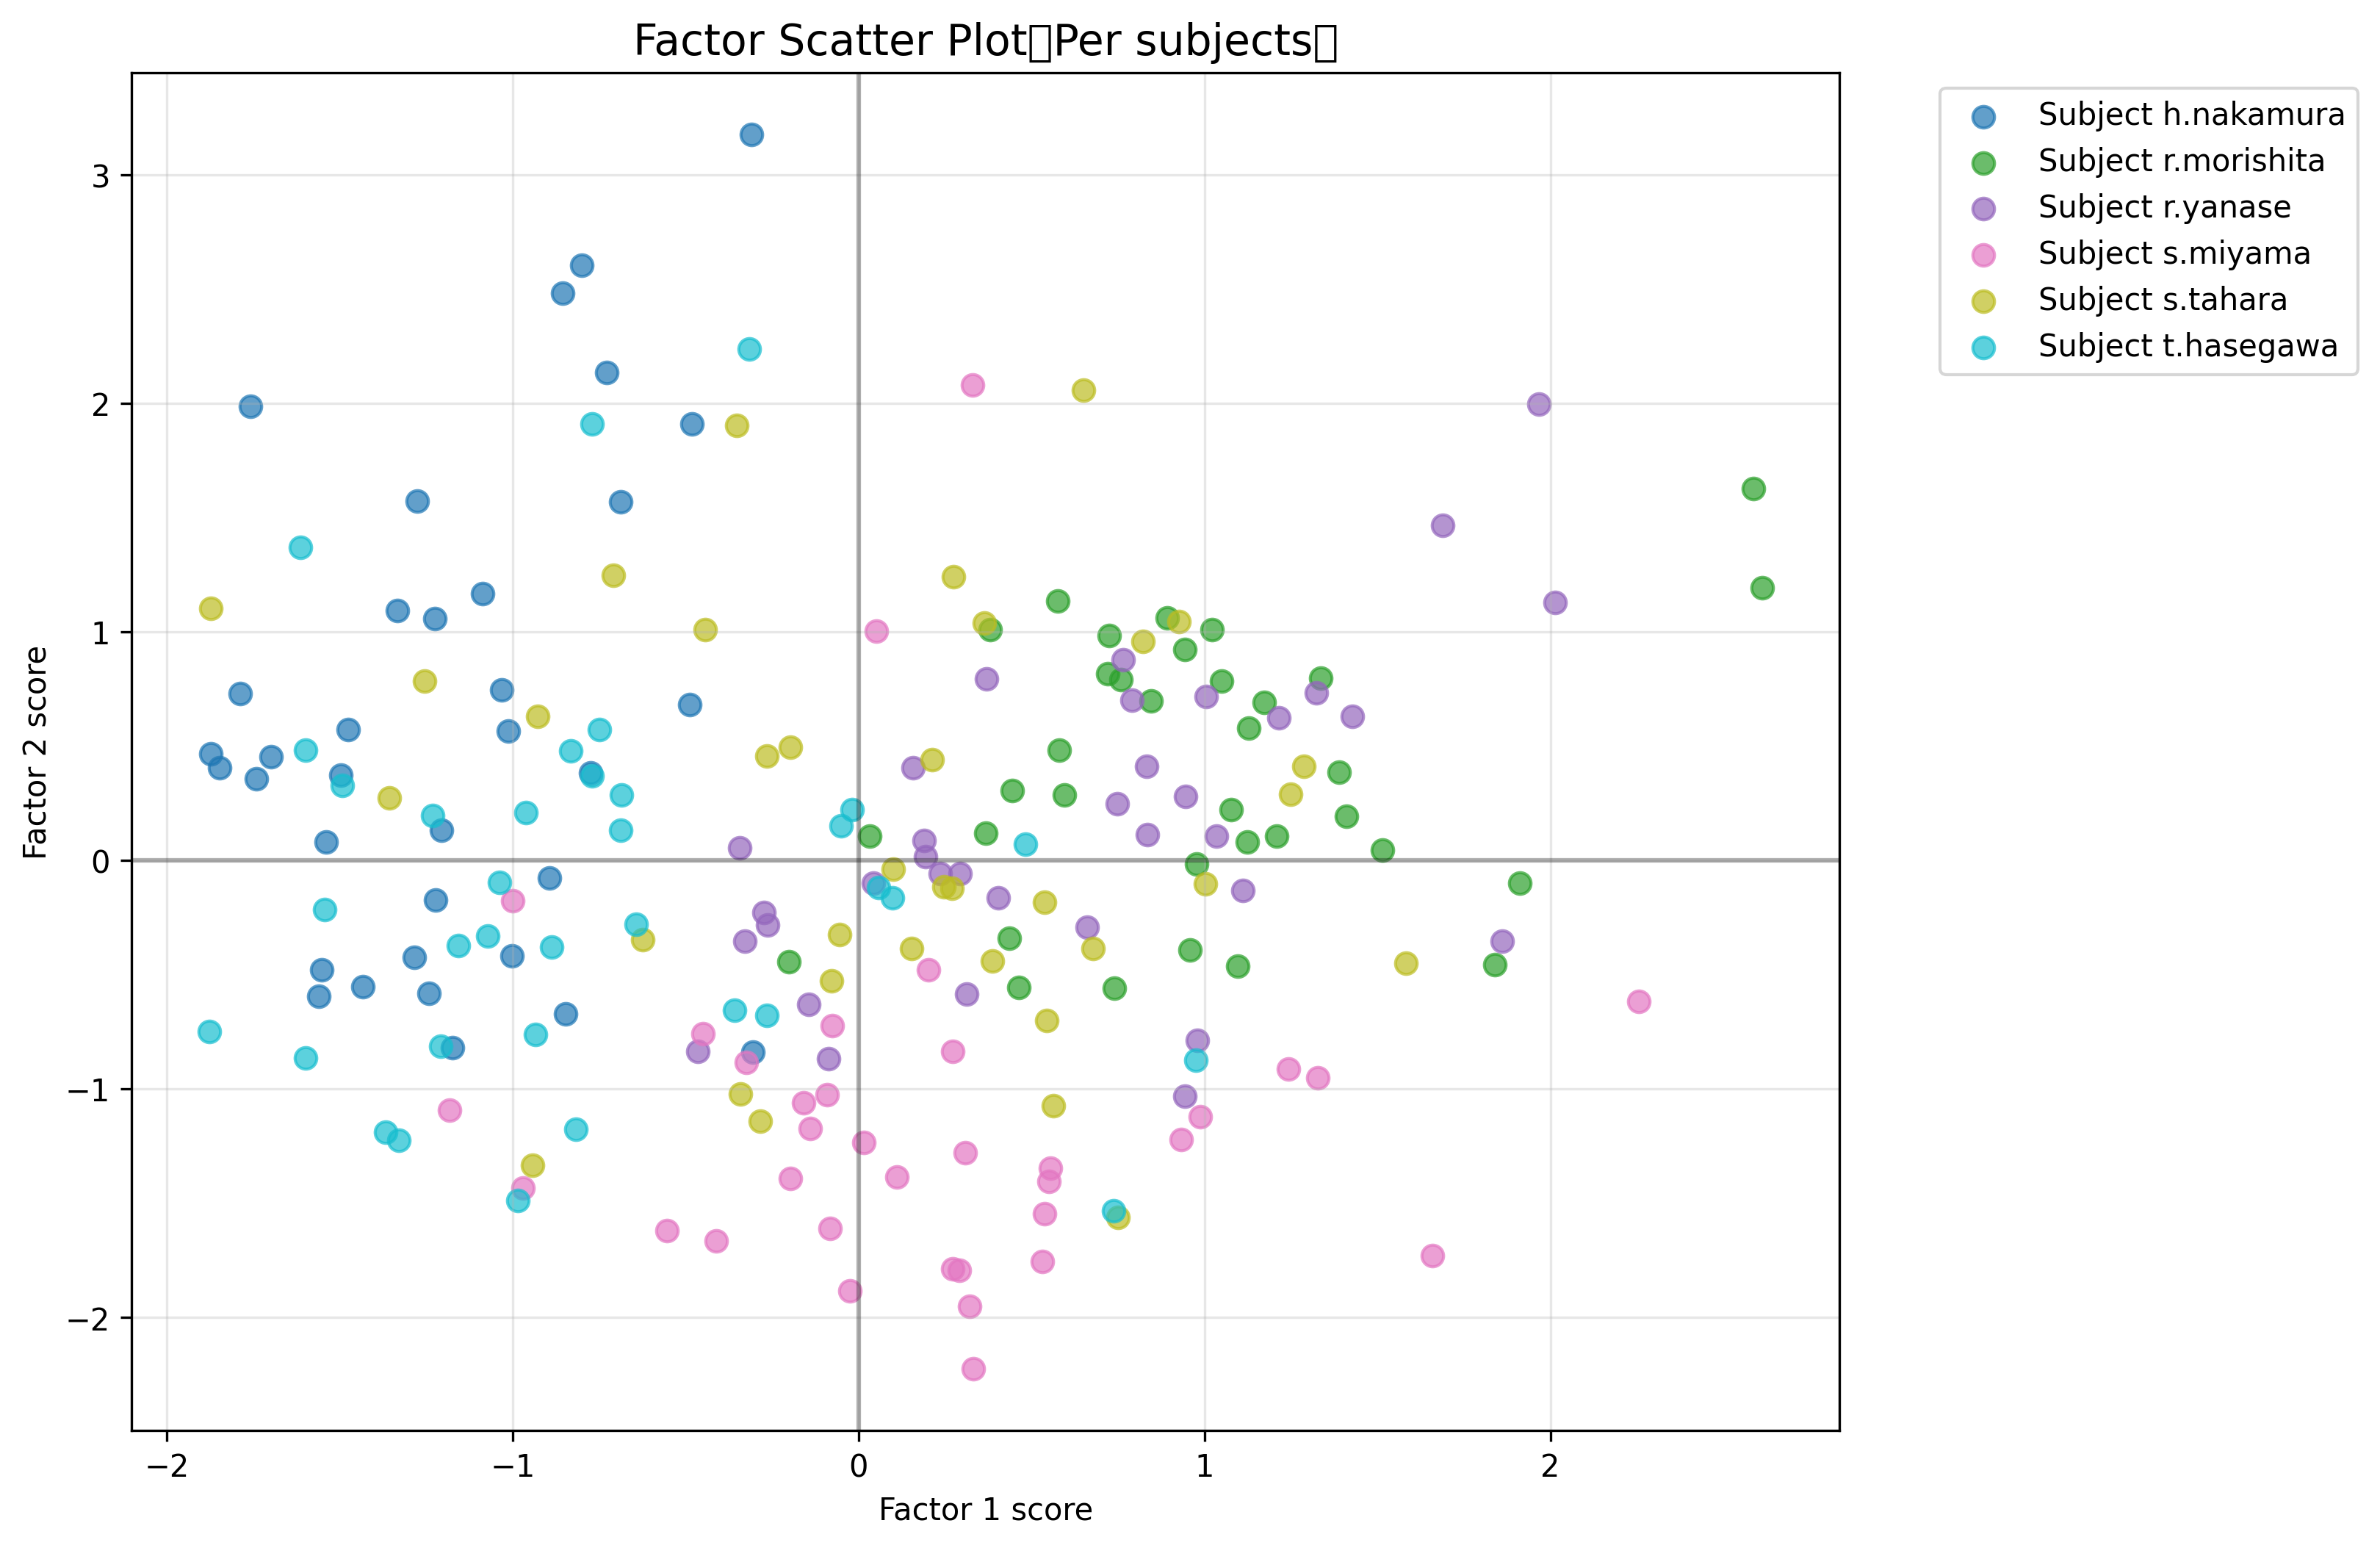 Factor Scatter Plot▯Per subjects▯
Subject h.nakamura
Subject r.morishita
Subject r.yanase
Subject s.miyama
Subject s.tahara
Subject t.hasegawa
3
2
1
0
−1
−2
Factor 2 score
−2
−1
0
1
2
Factor 1 score